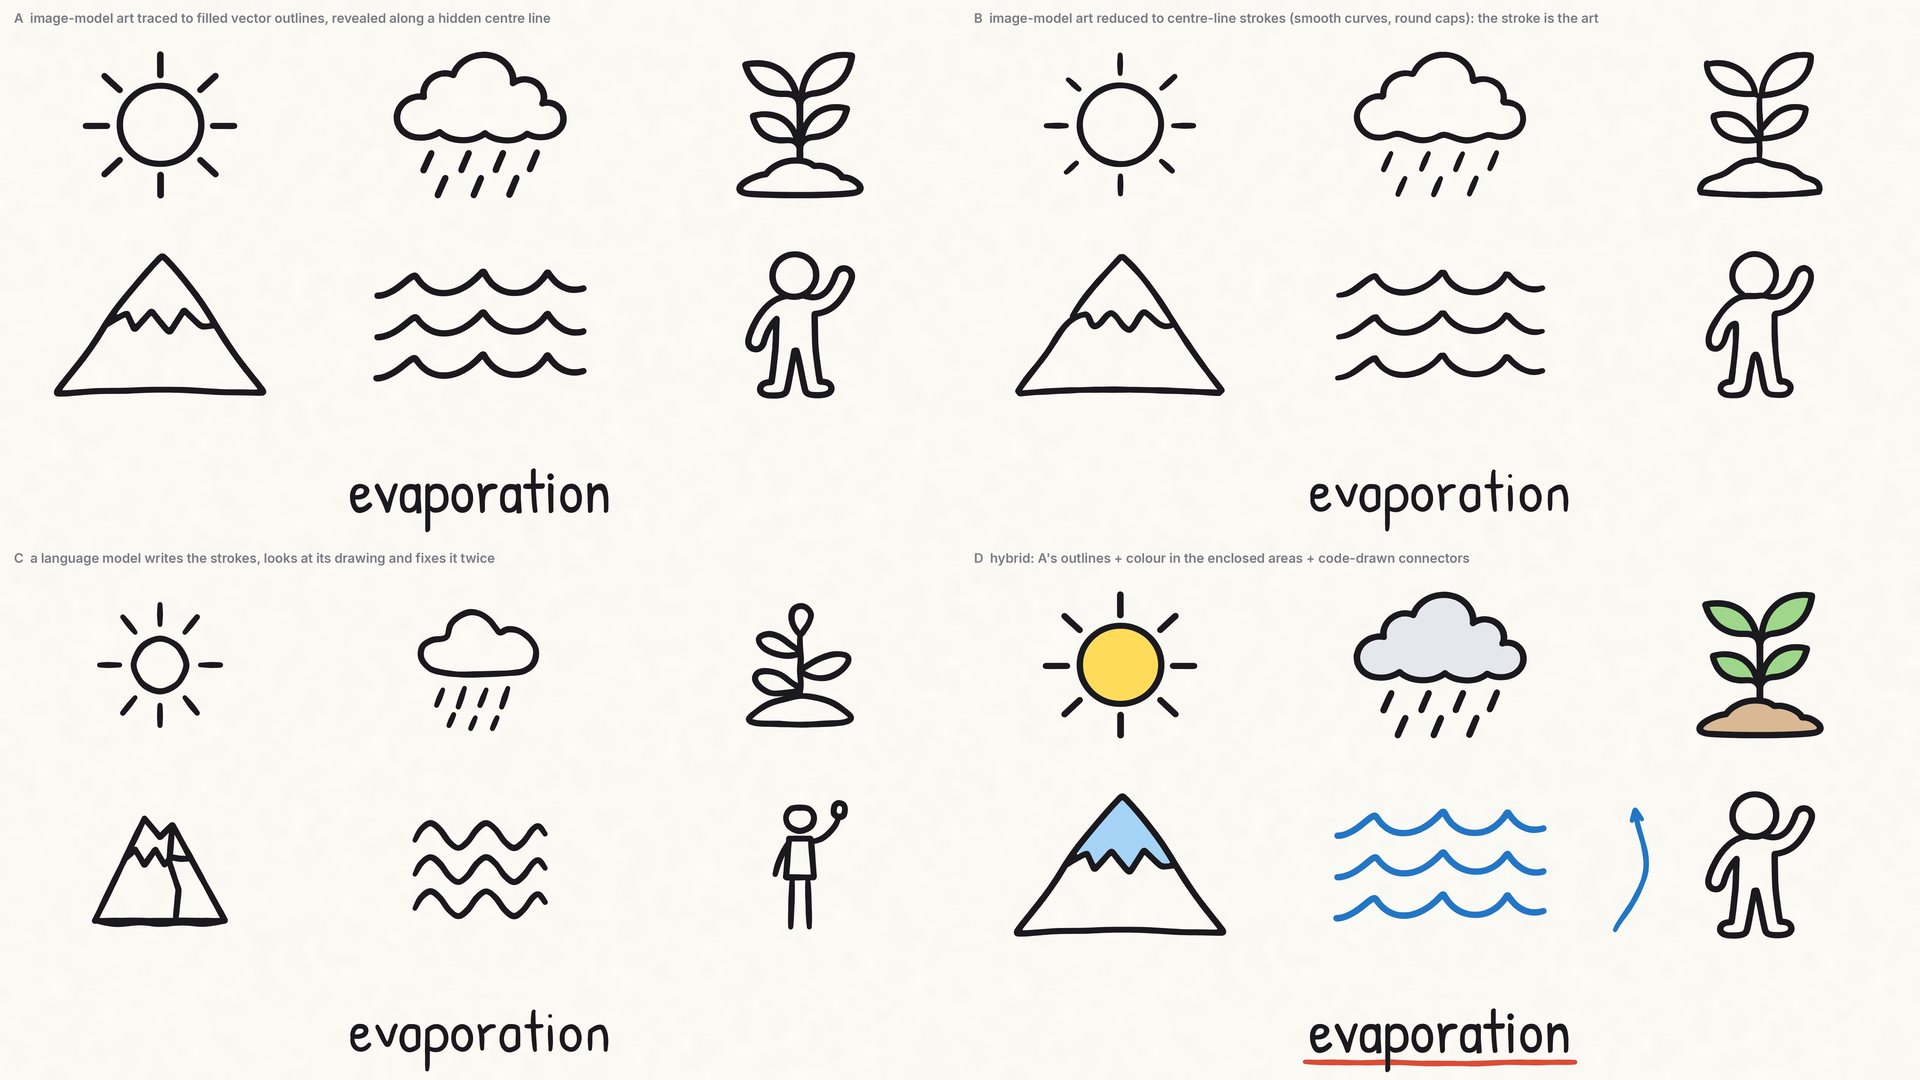 A image-model art traced to filled vector outlines, revealed along a hidden centre line
B image-model art reduced to centre-line strokes (smooth curves, round caps): the stroke is the art
evaporation
evaporation
C a language model writes the strokes, looks at its drawing and fixes it twice
D hybrid: A's outlines + colour in the enclosed areas + code-drawn connectors
evaporation
evaporation